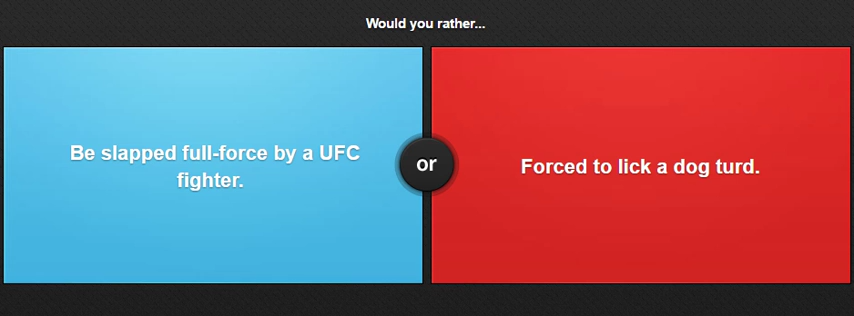 Would you rather...
Be slapped full-force by a UFC
fighter.
or
Forced to lick a dog turd.